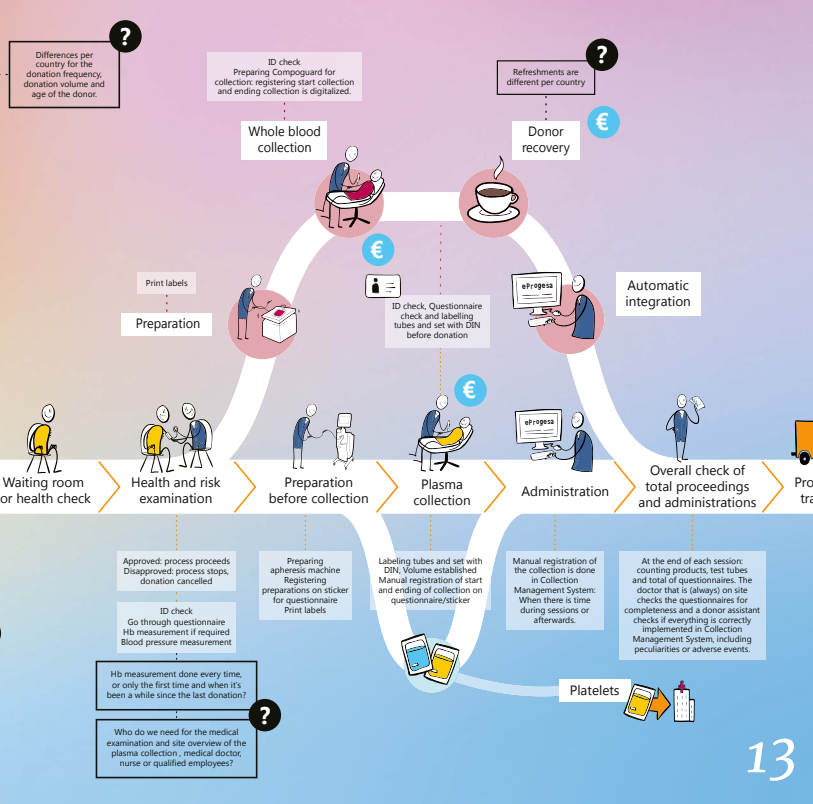 ?
Differences per
country for the
donation frequency,
donation volume and
age of the donor.
ID check
Preparing Compoguard for
collection: registering start collection
and ending collection is digitalized.
Whole blood
collection
?
Refreshments are
different per country
Donor
recovery
€
€
Print labels
Preparation
ID check, Questionnaire
check and labelling
tubes and set with DIN
before donation
eProgesa
Automatic
integration
€
eProgesa
Waiting room
or health check
Health and risk
examination
Preparation
before collection
Plasma
collection
Administration
Overall check of
total proceedings
and administrations
Pro
tra
Approved: process proceeds
Disapproved: process stops,
donation cancelled
ID check
Go through questionnaire
Hb measurement if required
Blood pressure measurement
Hb measurement done every time,
or only the first time and when it's
been a while since the last donation?
?
Who do we need for the medical
examination and site overview of the
plasma collection , medical doctor,
nurse or qualified employees?
Preparing
apheresis machine
Registering
preparations on sticker
for questionnaire
Print labels
Labeling tubes and set with
DIN, Volume established
Manual registration of start
and ending of collection on
questionnaire/sticker
Manual registration of
the collection is done
in Collection
Management System:
When there is time
during sessions or
afterwards.
At the end of each session:
counting products, test tubes
and total of questionnaires. The
doctor that is (always) on site
checks the questionnaires for
completeness and a donor assistant
checks if everything is correctly
implemented in Collection
Management System, including
peculiarities or adverse events.
Platelets
13